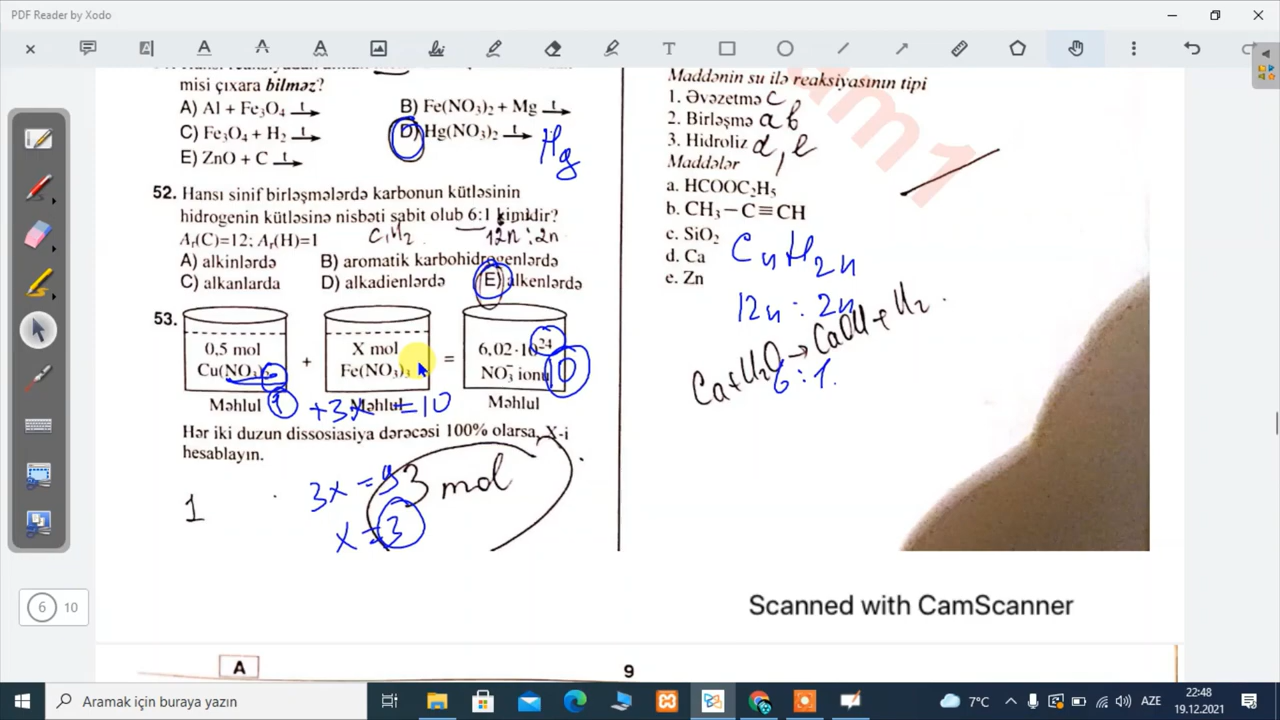 PDF Reader by Xodo
misi çıxara bilməz?
A) Al + Fe₃O₄ →t
B) Fe(NO₃)₂ + Mg →t
C) Fe₃O₄ + H₂ →t
D) Hg(NO₃)₂ →t Hg
E) ZnO + C →t
52. Hansı sinif birləşmələrdə karbonun kütləsinin
hidrogenin kütləsinə nisbəti sabit olub 6:1 kimidir?
Aᵣ(C)=12; Aᵣ(H)=1
12n : 2n
A) alkinlərdə
B) aromatik karbohidrogenlərdə
C) alkanlarda
D) alkadienlərdə
E) alkenlərdə
53.
0,5 mol
Cu(NO₃)₂
+
X mol
Fe(NO₃)₃
=
6,02·10²⁴
NO₃⁻ ionu
10
Məhlul
Məhlul
Məhlul
1 + 3x = 10
Hər iki duzun dissosiasiya dərəcəsi 100% olarsa, X-i
hesablayın.
3x = 9
3 mol
1
x = 3
Maddənin su ilə reaksiyasının tipi
1. Əvəzetmə c
2. Birləşmə a b
3. Hidroliz d, e
Maddələr
a. HCOOC₂H₅
b. CH₃−C≡CH
c. SiO₂
d. Ca
e. Zn
CnH2n
12n : 2n
Ca+H₂O→CaOH+H₂
6:1
Scanned with CamScanner
A
9
6 10
Aramak için buraya yazın
7°C
AZE
22:48
19.12.2021